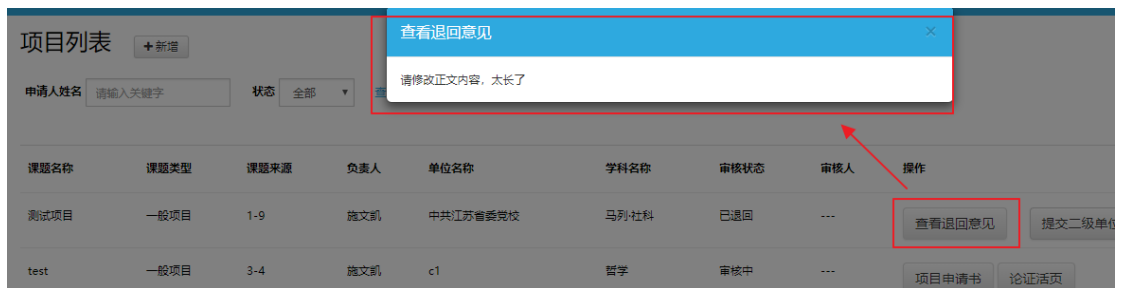 查看退回意见 ×
项目列表 +新增
请修改正文内容，太长了
申请人姓名 请输入关键字 状态 全部 ▼
课题名称 课题类型 课题来源 负责人 单位名称 学科名称 审核状态 审核人 操作
测试项目 一般项目 1-9 施文凯 中共江苏省委党校 马列·社科 已退回 --- 查看退回意见 提交二级单位
test 一般项目 3-4 施文凯 c1 哲学 审核中 --- 项目申请书 论证活页